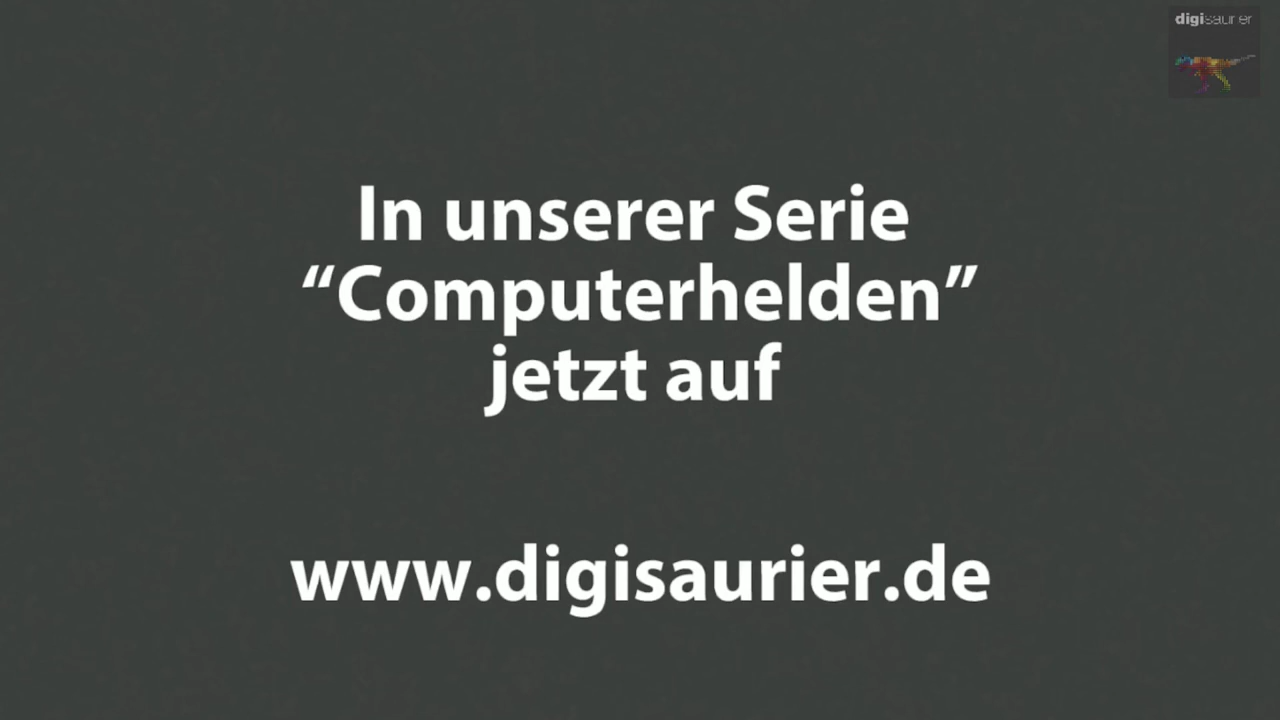 digisaurier
In unserer Serie
“Computerhelden”
jetzt auf
www.digisaurier.de